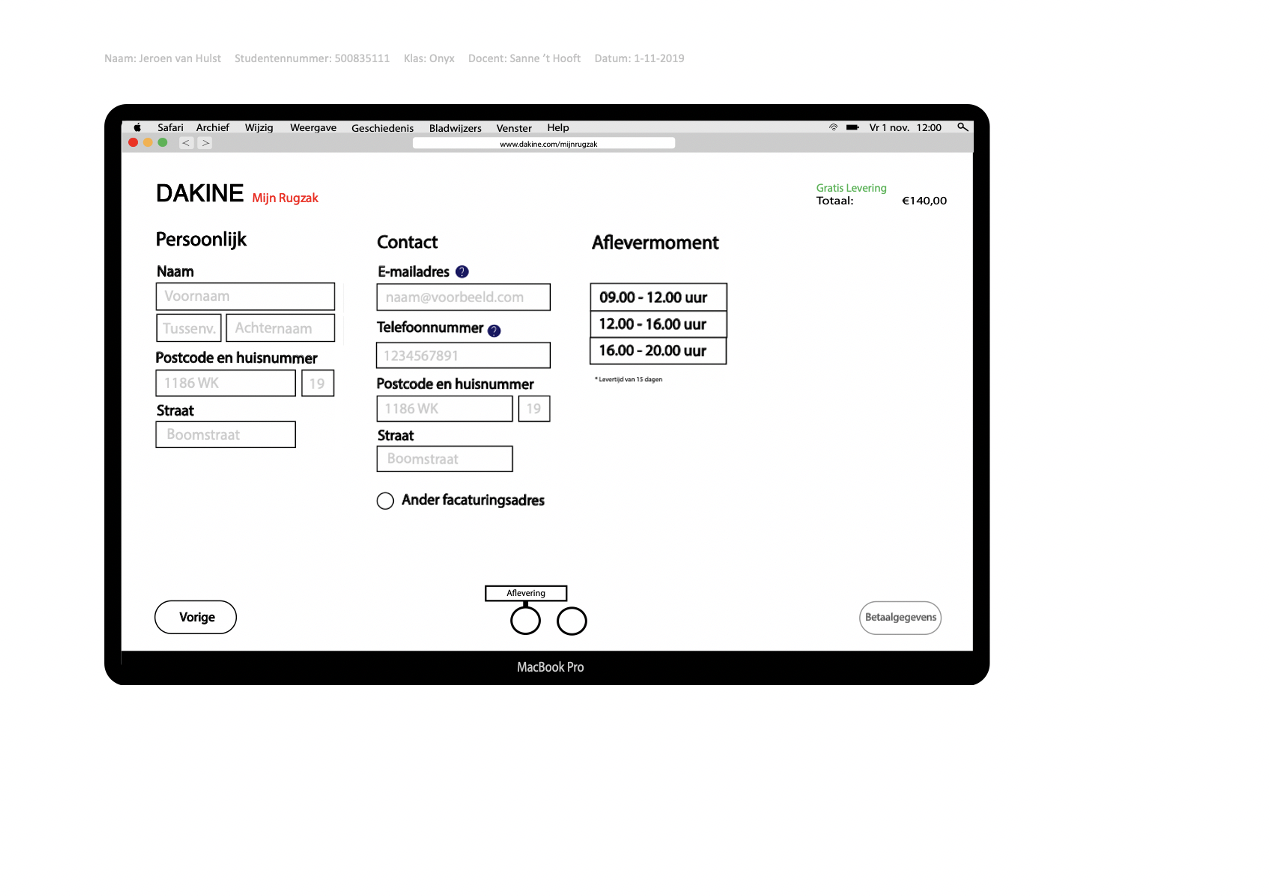 Naam: Jeroen van Hulst Studentennummer: 500835111 Klas: Onyx Docent: Sanne 't Hooft Datum: 1-11-2019
Safari Archief Wijzig Weergave Geschiedenis Bladwijzers Venster Help Vr 1 nov. 12:00
< > www.dakine.com/mijnrugzak
DAKINE Mijn Rugzak
Gratis Levering
Totaal: €140,00
Persoonlijk
Naam
Voornaam
Tussenv. Achternaam
Postcode en huisnummer
1186 WK 19
Straat
Boomstraat
Contact
E-mailadres ?
naam@voorbeeld.com
Telefoonnummer ?
1234567891
Postcode en huisnummer
1186 WK 19
Straat
Boomstraat
Ander facaturingsadres
Aflevermoment
09.00 - 12.00 uur
12.00 - 16.00 uur
16.00 - 20.00 uur
* Levertijd van 15 dagen
Aflevering
Vorige
Betaalgegevens
MacBook Pro